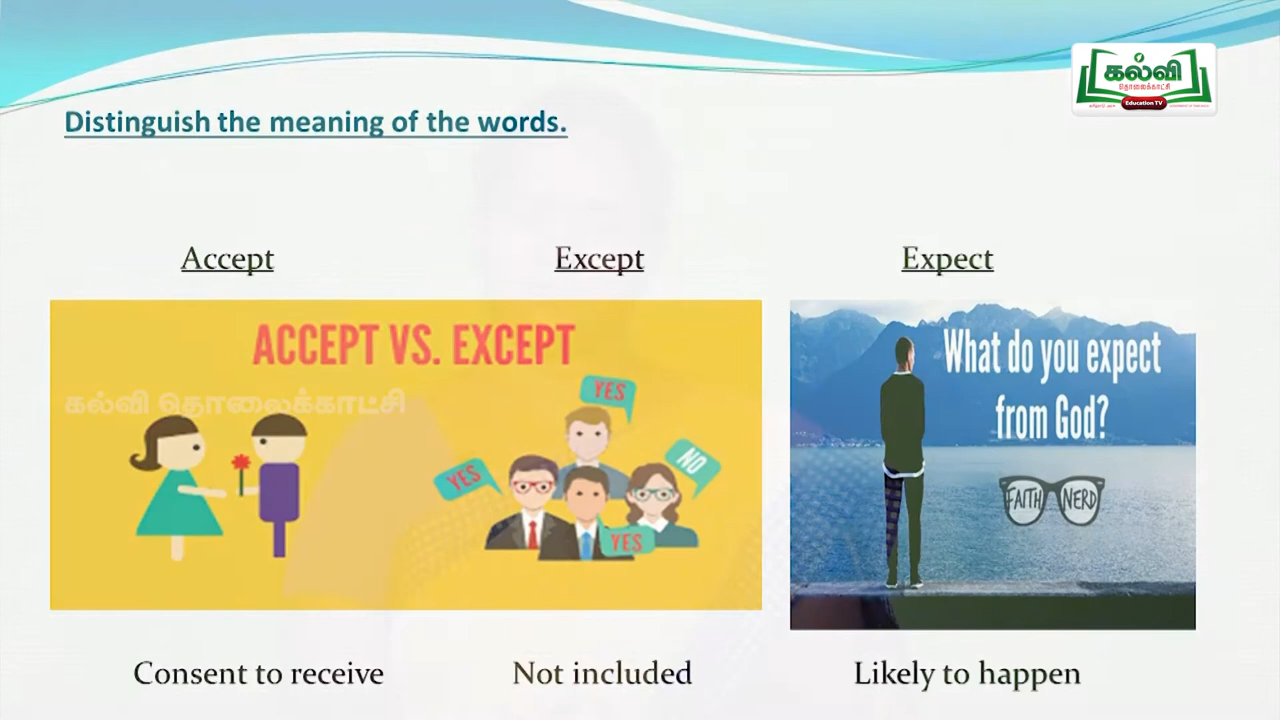 கல்வி
தொலைக்காட்சி
Education TV
Distinguish the meaning of the words.
Accept Except Expect
ACCEPT VS. EXCEPT
கல்வி தொலைக்காட்சி
YES
NO
YES
YES
What do you expect
from God?
FAITH NERD
Consent to receive Not included Likely to happen